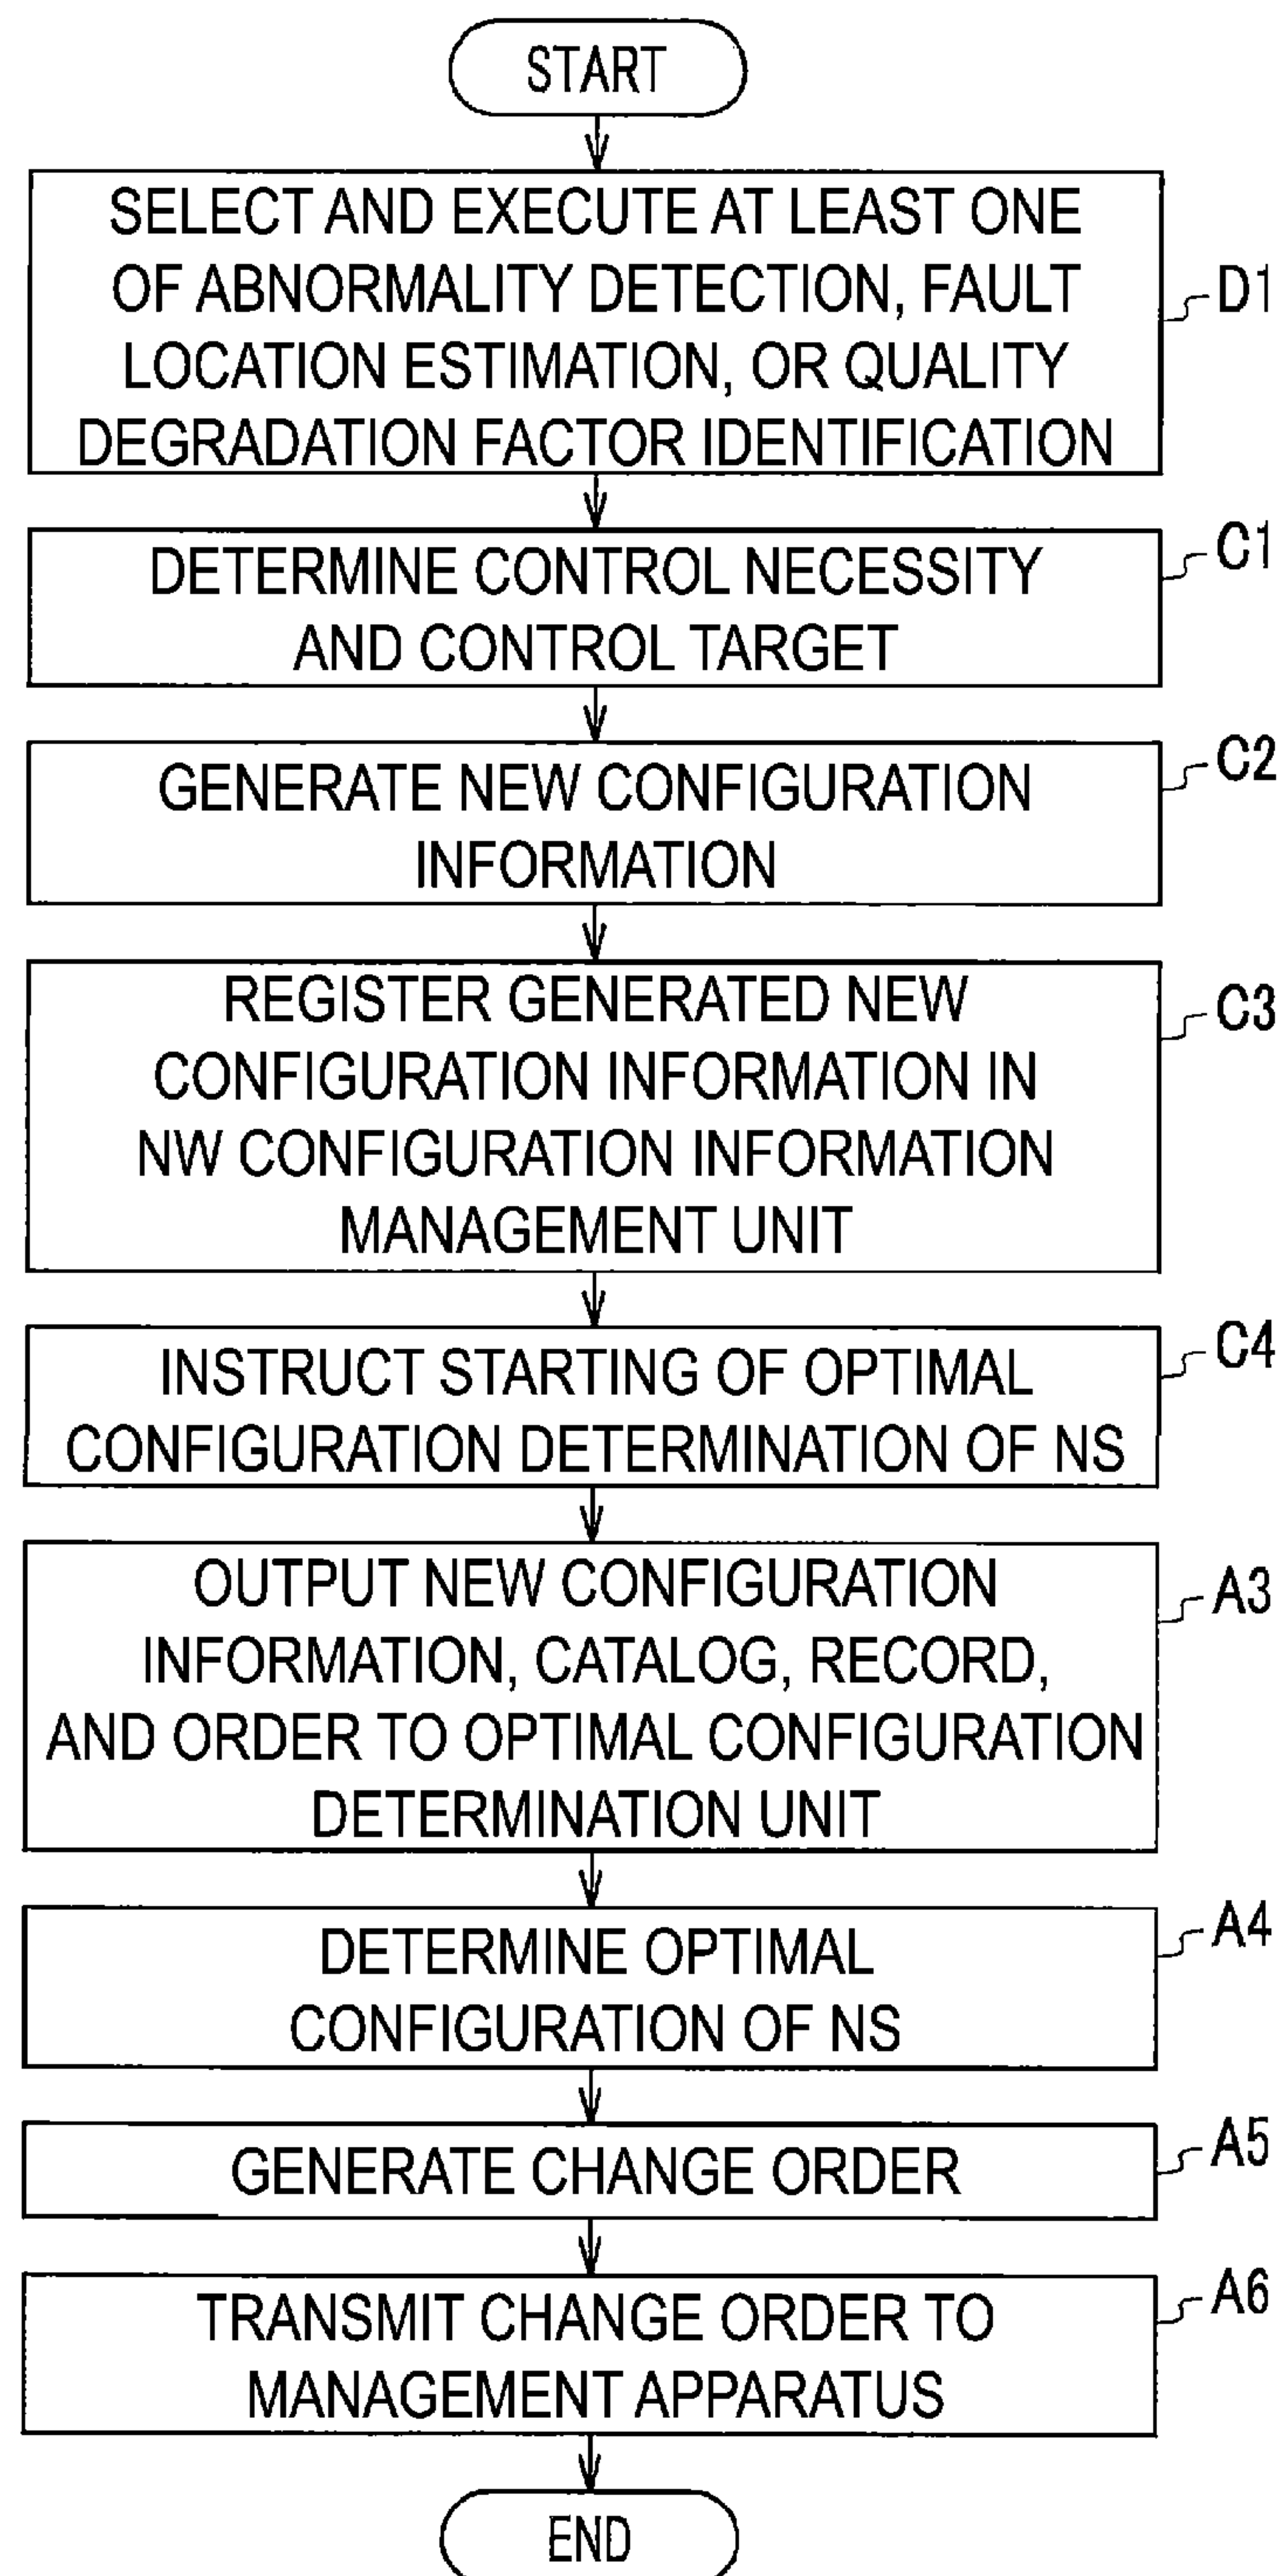 START
SELECT AND EXECUTE AT LEAST ONE
OF ABNORMALITY DETECTION, FAULT
LOCATION ESTIMATION, OR QUALITY
DEGRADATION FACTOR IDENTIFICATION
D1
DETERMINE CONTROL NECESSITY
AND CONTROL TARGET
C1
GENERATE NEW CONFIGURATION
INFORMATION
C2
REGISTER GENERATED NEW
CONFIGURATION INFORMATION IN
NW CONFIGURATION INFORMATION
MANAGEMENT UNIT
C3
INSTRUCT STARTING OF OPTIMAL
CONFIGURATION DETERMINATION OF NS
C4
OUTPUT NEW CONFIGURATION
INFORMATION, CATALOG, RECORD,
AND ORDER TO OPTIMAL CONFIGURATION
DETERMINATION UNIT
A3
DETERMINE OPTIMAL
CONFIGURATION OF NS
A4
GENERATE CHANGE ORDER
A5
TRANSMIT CHANGE ORDER TO
MANAGEMENT APPARATUS
A6
END